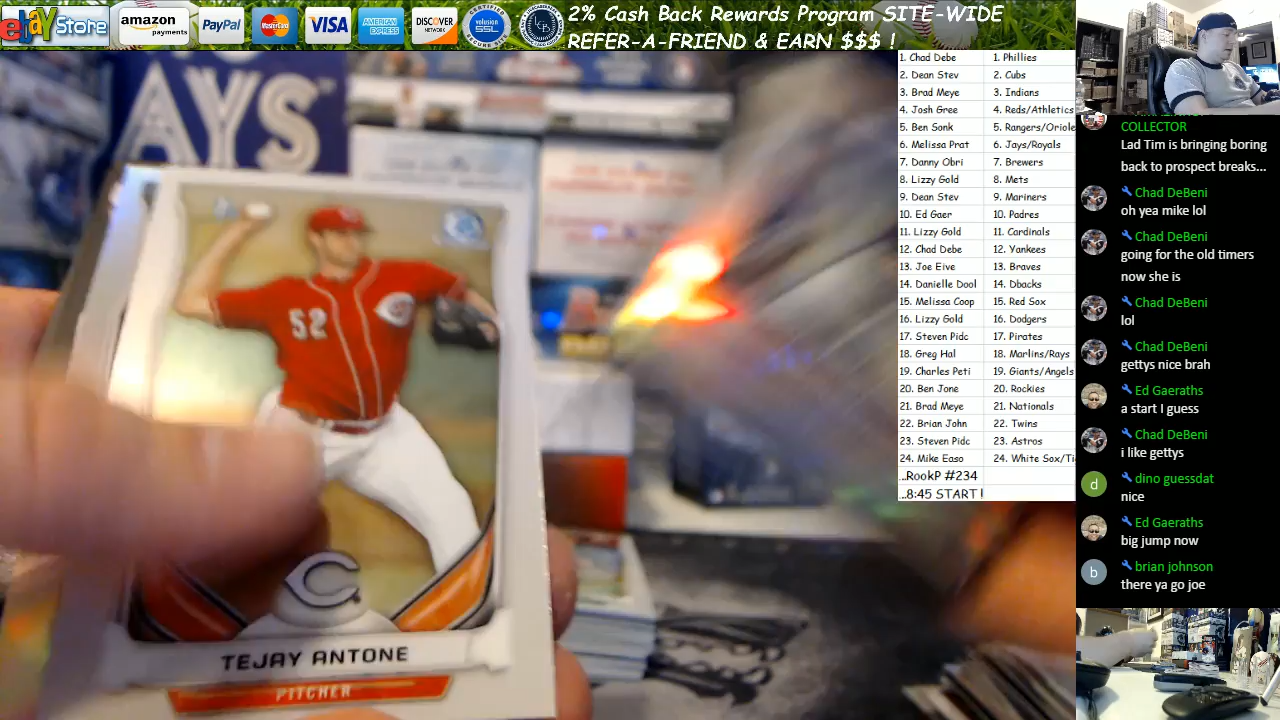 ebay Store
amazon
payments
PayPal
MasterCard
VISA
AMERICAN EXPRESS
DISCOVER
NETWORK
volusion
SSL
2% Cash Back Rewards Program SITE-WIDE
REFER-A-FRIEND & EARN $$$ !
1. Chad Debe 1. Phillies
2. Dean Stev 2. Cubs
3. Brad Meye 3. Indians
4. Josh Gree 4. Reds/Athletics
5. Ben Sonk 5. Rangers/Oriole
6. Melissa Prat 6. Jays/Royals
7. Danny Obri 7. Brewers
8. Lizzy Gold 8. Mets
9. Dean Stev 9. Mariners
10. Ed Gaer 10. Padres
11. Lizzy Gold 11. Cardinals
12. Chad Debe 12. Yankees
13. Joe Eive 13. Braves
14. Danielle Dool 14. Dbacks
15. Melissa Coop 15. Red Sox
16. Lizzy Gold 16. Dodgers
17. Steven Pidc 17. Pirates
18. Greg Hal 18. Marlins/Rays
19. Charles Peti 19. Giants/Angels
20. Ben Jone 20. Rockies
21. Brad Meye 21. Nationals
22. Brian John 22. Twins
23. Steven Pidc 23. Astros
24. Mike Easo 24. White Sox/Ti
...RookP #234
...8:45 START!
COLLECTOR
Lad Tim is bringing boring
back to prospect breaks...
Chad DeBeni
oh yea mike lol
Chad DeBeni
going for the old timers
now she is
Chad DeBeni
lol
Chad DeBeni
gettys nice brah
Ed Gaeraths
a start I guess
Chad DeBeni
i like gettys
d dino guessdat
nice
Ed Gaeraths
big jump now
b brian johnson
there ya go joe
AYS
52
C
C
TEJAY ANTONE
PITCHER